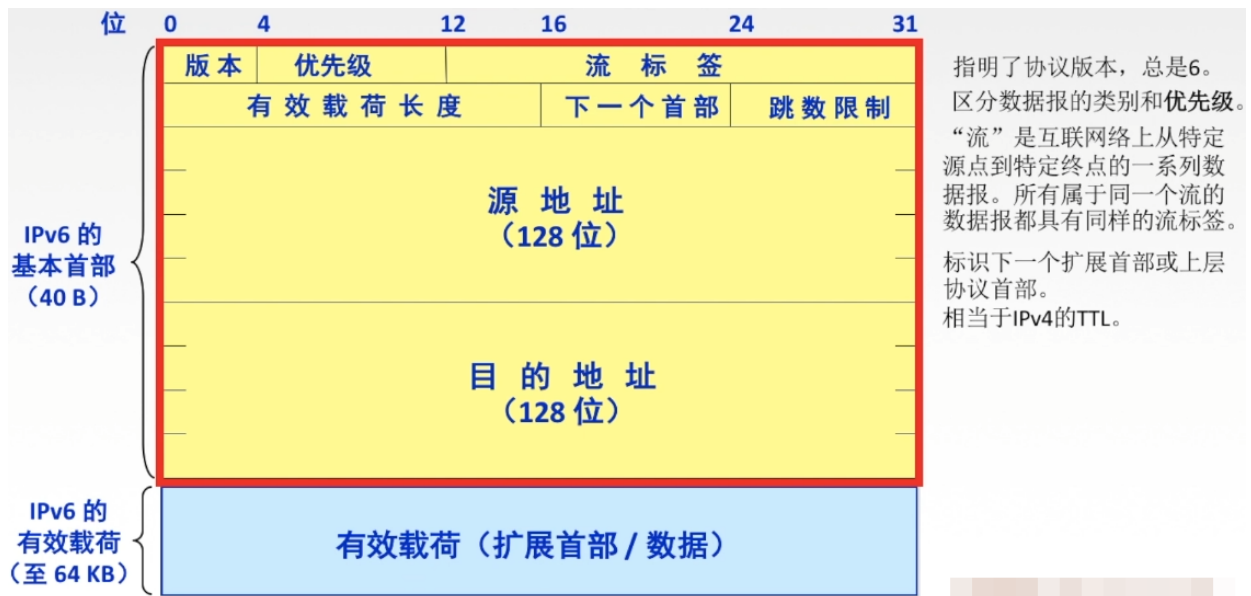 位 0 4 12 16 24 31
版本 优先级 流标签
有效载荷长度 下一个首部 跳数限制
源地址
（128 位）
目的地址
（128 位）
IPv6 的
基本首部
（40 B）
IPv6 的
有效载荷
（至 64 KB）
有效载荷（扩展首部 / 数据）
指明了协议版本，总是6。
区分数据报的类别和优先级。
“流”是互联网络上从特定
源点到特定终点的一系列数
据报。所有属于同一个流的
数据报都具有同样的流标签。
标识下一个扩展首部或上层
协议首部。
相当于IPv4的TTL。